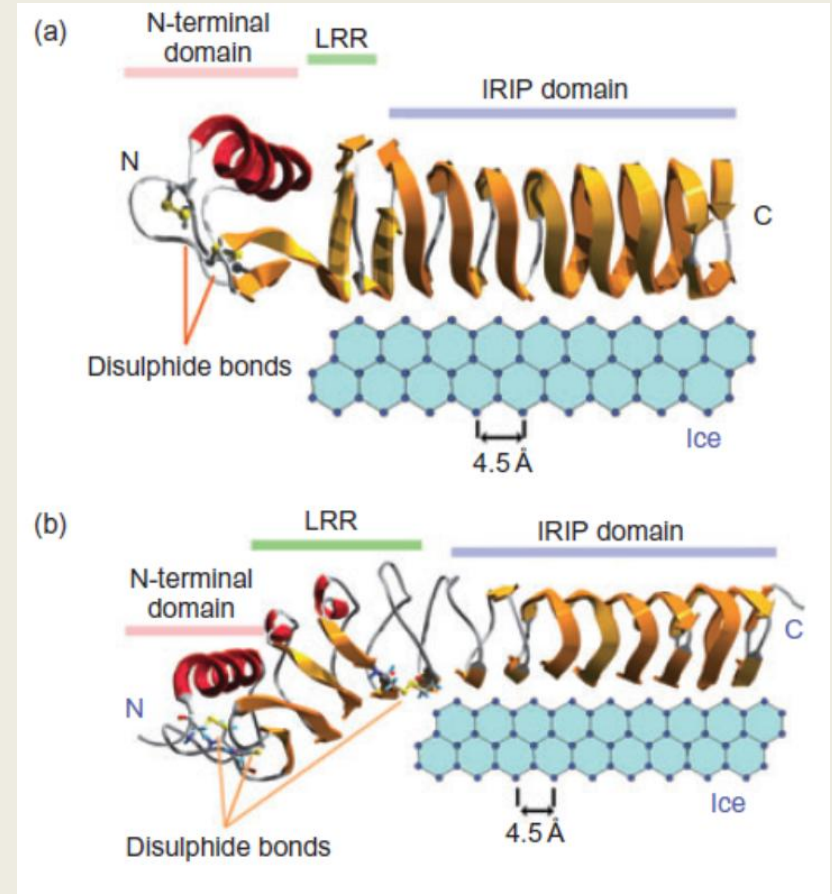 (a)
N-terminal
domain
LRR
IRIP domain
N
C
Disulphide bonds
Ice
4.5 Å
(b)
LRR
IRIP domain
N-terminal
domain
C
N
Ice
4.5 Å
Disulphide bonds